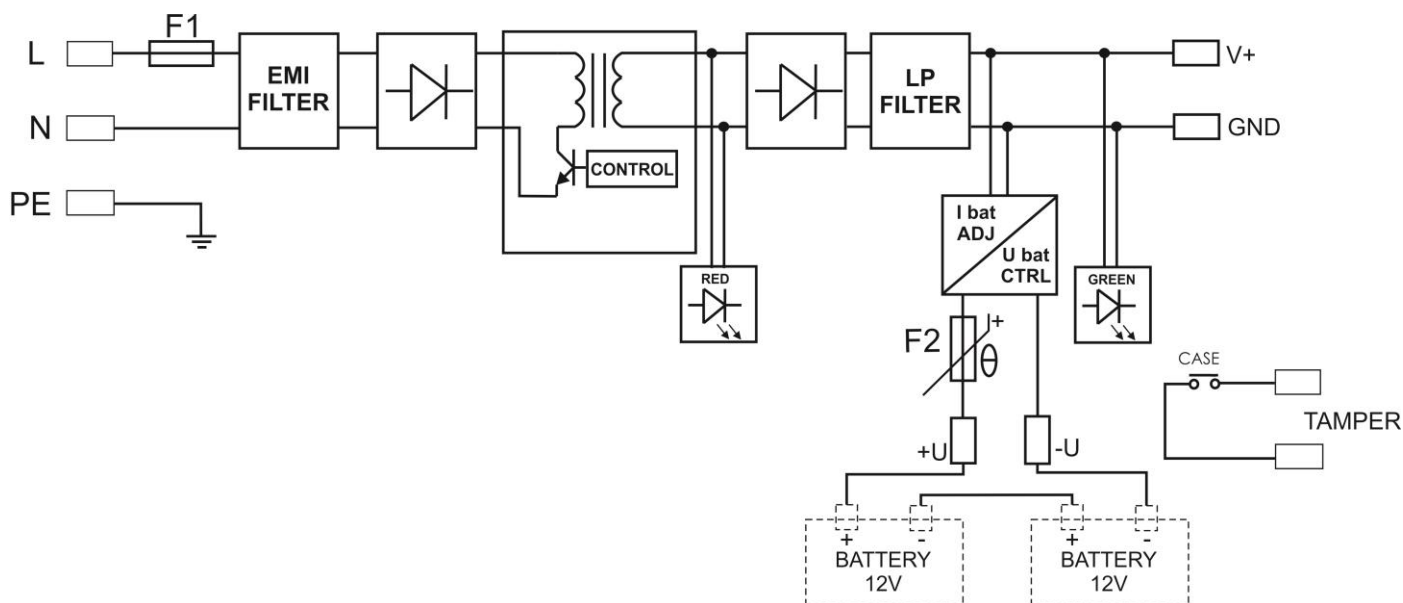 F1
L
EMI
FILTER
LP
FILTER
V+
N
GND
CONTROL
PE
I bat
ADJ
U bat
CTRL
RED
GREEN
F2
I+
θ
CASE
TAMPER
+U
-U
+ -
BATTERY
12V
+ -
BATTERY
12V